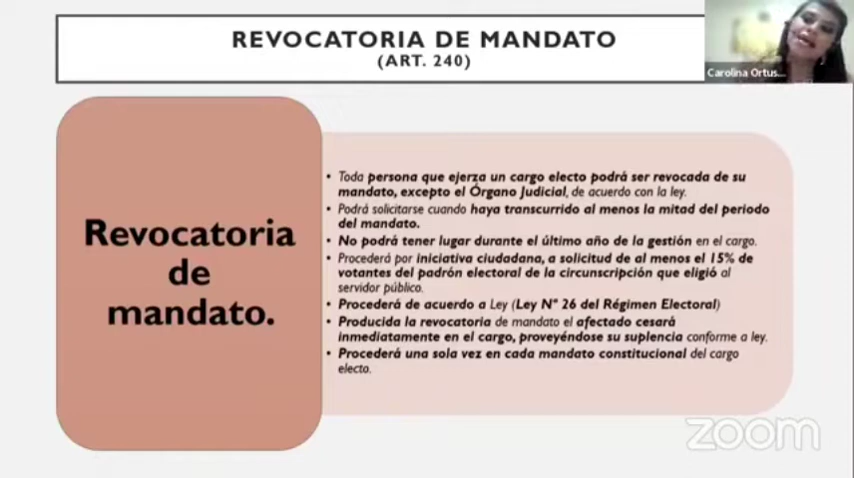 REVOCATORIA DE MANDATO
(ART. 240)
Carolina Ortus...
Revocatoria
de
mandato.
• Toda persona que ejerza un cargo electo podrá ser revocada de su
mandato, excepto el Órgano Judicial, de acuerdo con la ley.
• Podrá solicitarse cuando haya transcurrido al menos la mitad del periodo
del mandato.
• No podrá tener lugar durante el último año de la gestión en el cargo.
• Procederá por iniciativa ciudadana, a solicitud de al menos el 15% de
votantes del padrón electoral de la circunscripción que eligió al
servidor público.
• Procederá de acuerdo a Ley (Ley N° 26 del Régimen Electoral)
• Producida la revocatoria de mandato el afectado cesará
inmediatamente en el cargo, proveyéndose su suplencia conforme a ley.
• Procederá una sola vez en cada mandato constitucional del cargo
electo.
zoom